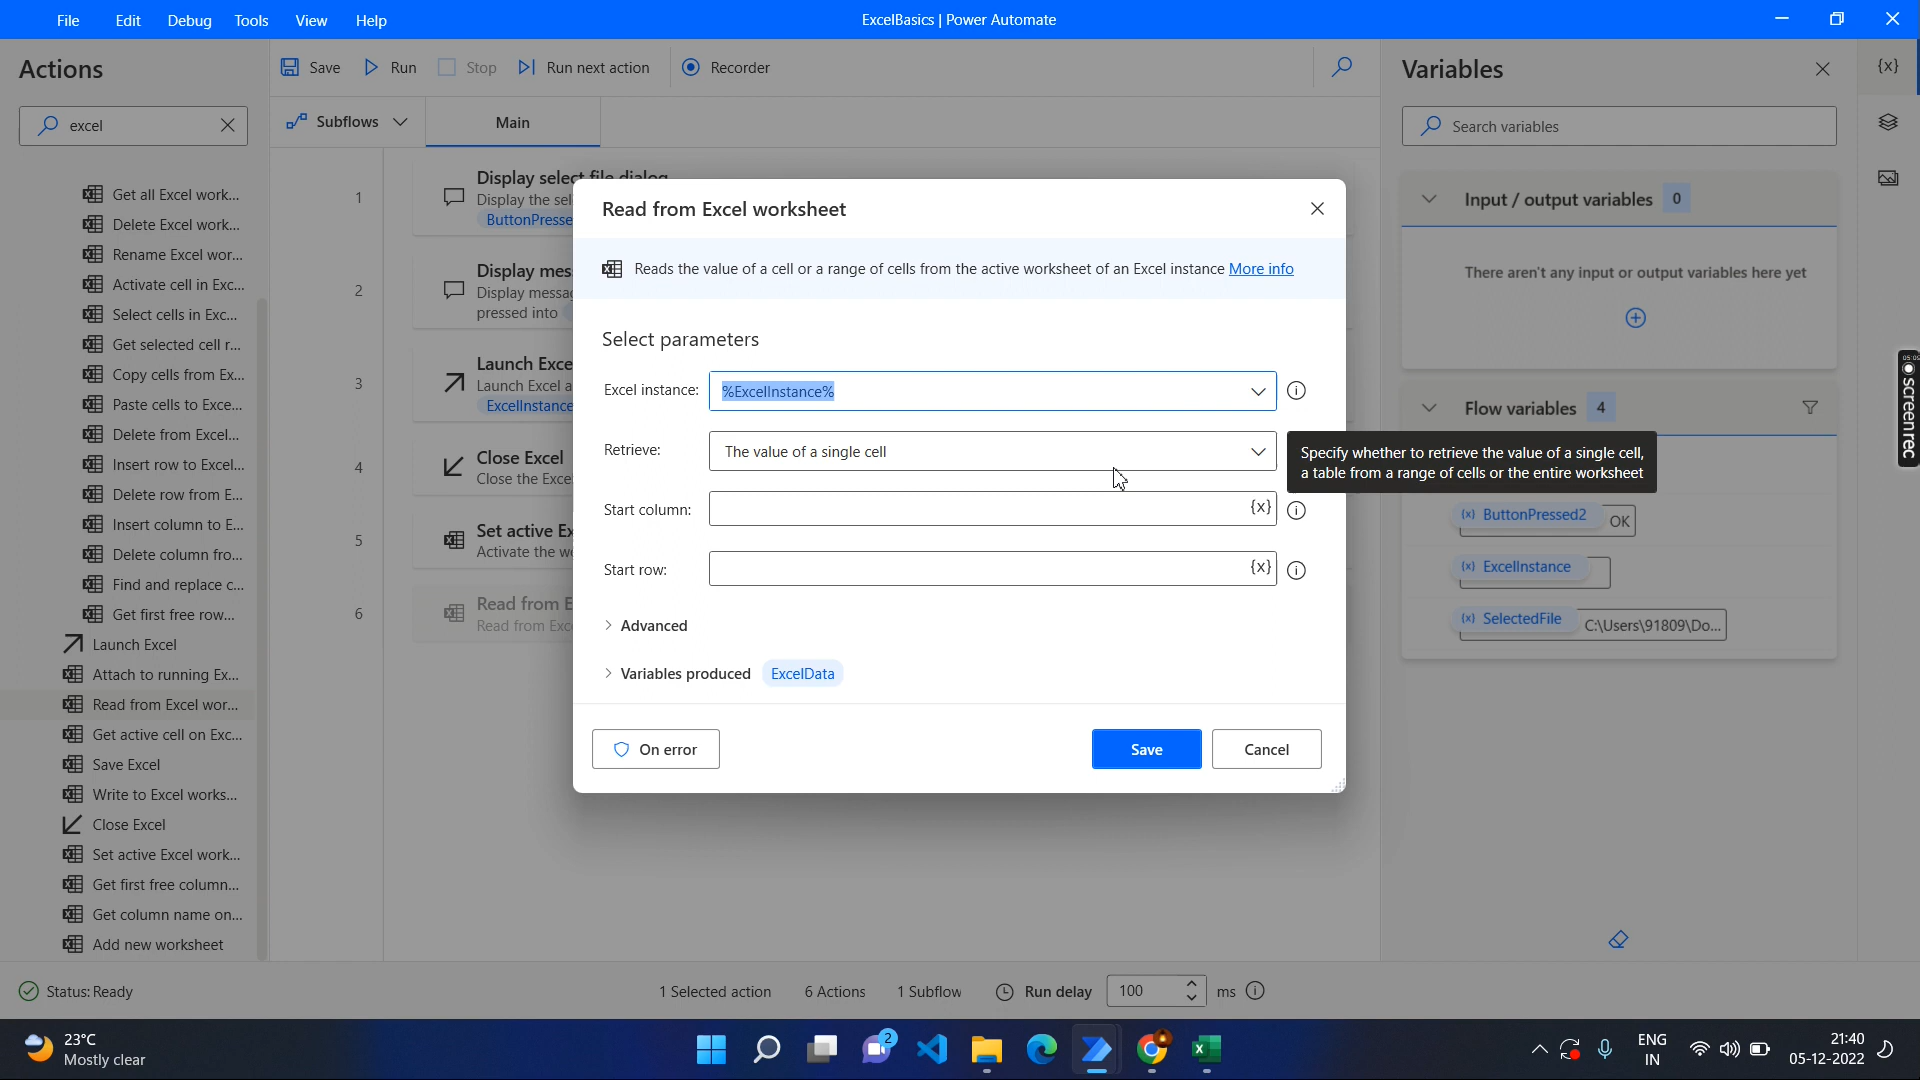 File Edit Debug Tools View Help
ExcelBasics | Power Automate
Actions
excel
Get all Excel work...
Delete Excel work...
Rename Excel wor...
Activate cell in Exc...
Select cells in Exc...
Get selected cell r...
Copy cells from Ex...
Paste cells to Exce...
Delete from Excel...
Insert row to Excel...
Delete row from E...
Insert column to E...
Delete column fro...
Find and replace c...
Get first free row...
Launch Excel
Attach to running Ex...
Read from Excel wor...
Get active cell on Exc...
Save Excel
Write to Excel works...
Close Excel
Set active Excel work...
Get first free column...
Get column name on...
Add new worksheet
Save Run Stop Run next action Recorder
Subflows Main
1 Display select file dialog
Display the sel
ButtonPresse
2 Display mes
Display messa
pressed into
3 Launch Exce
Launch Excel a
ExcelInstance
4 Close Excel
Close the Exce
5 Set active E
Activate the w
6 Read from E
Read from Exc
Read from Excel worksheet
Reads the value of a cell or a range of cells from the active worksheet of an Excel instance More info
Select parameters
Excel instance: %ExcelInstance%
Retrieve: The value of a single cell
Start column: {x}
Start row: {x}
Advanced
Variables produced ExcelData
On error Save Cancel
Specify whether to retrieve the value of a single cell,
a table from a range of cells or the entire worksheet
Variables
{x}
Search variables
Input / output variables 0
There aren't any input or output variables here yet
Flow variables 4
(x) ButtonPressed2 OK
(x) ExcelInstance
(x) SelectedFile C:\Users\91809\Do...
screenrec
Status: Ready 1 Selected action 6 Actions 1 Subflow Run delay 100 ms
23°C
Mostly clear
2
ENG
IN
21:40
05-12-2022